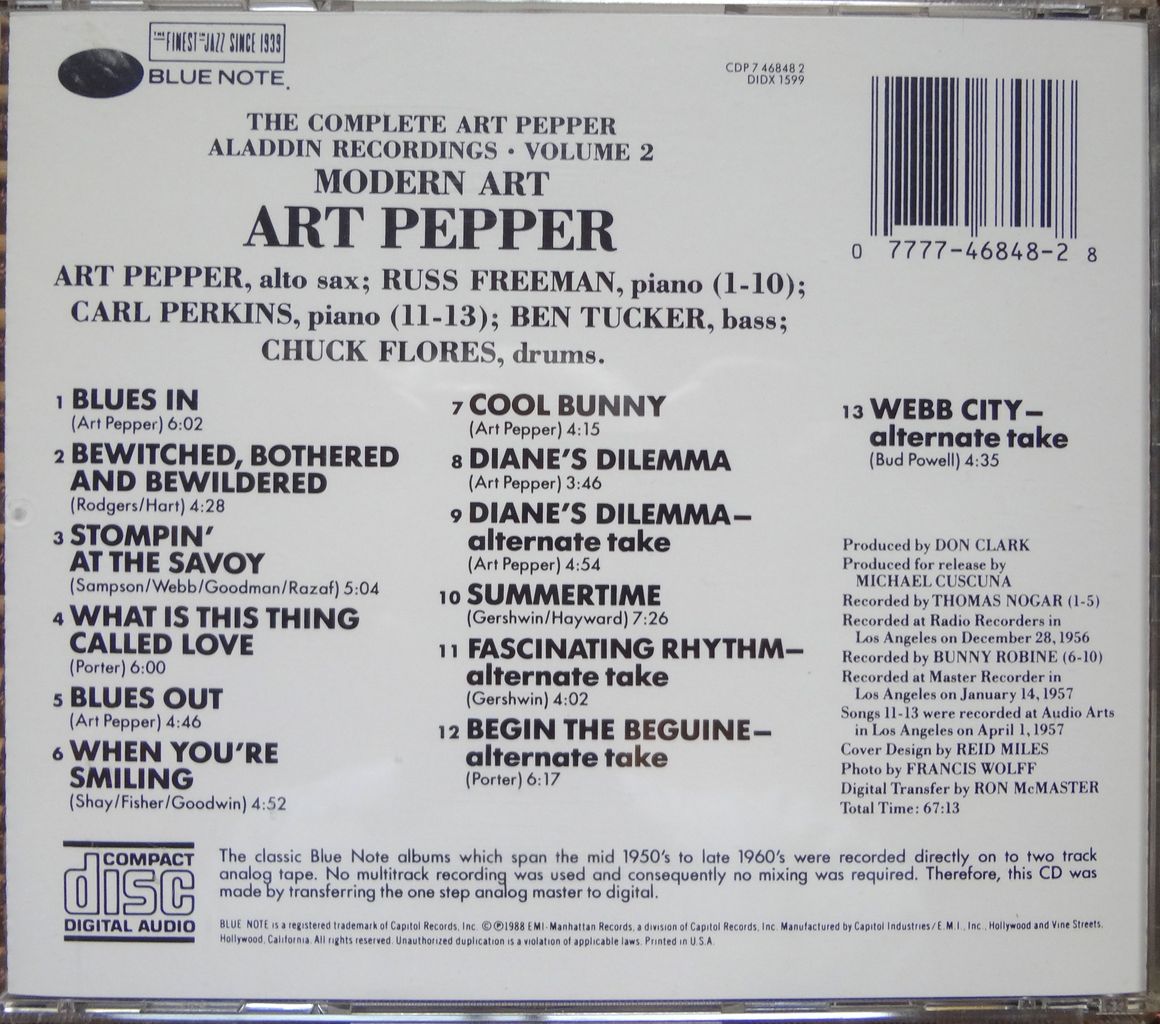 THE FINEST IN JAZZ SINCE 1939
BLUE NOTE.
CDP 7 46848 2
DIDX 1599
THE COMPLETE ART PEPPER
ALADDIN RECORDINGS • VOLUME 2
MODERN ART
ART PEPPER
ART PEPPER, alto sax; RUSS FREEMAN, piano (1-10);
CARL PERKINS, piano (11-13); BEN TUCKER, bass;
CHUCK FLORES, drums.
0 7777-46848-2 8
1 BLUES IN
(Art Pepper) 6:02
2 BEWITCHED, BOTHERED
AND BEWILDERED
(Rodgers/Hart) 4:28
3 STOMPIN'
AT THE SAVOY
(Sampson/Webb/Goodman/Razaf) 5:04
4 WHAT IS THIS THING
CALLED LOVE
(Porter) 6:00
5 BLUES OUT
(Art Pepper) 4:46
6 WHEN YOU'RE
SMILING
(Shay/Fisher/Goodwin) 4:52
7 COOL BUNNY
(Art Pepper) 4:15
8 DIANE'S DILEMMA
(Art Pepper) 3:46
9 DIANE'S DILEMMA—
alternate take
(Art Pepper) 4:54
10 SUMMERTIME
(Gershwin/Hayward) 7:26
11 FASCINATING RHYTHM—
alternate take
(Gershwin) 4:02
12 BEGIN THE BEGUINE—
alternate take
(Porter) 6:17
13 WEBB CITY—
alternate take
(Bud Powell) 4:35
Produced by DON CLARK
Produced for release by
MICHAEL CUSCUNA
Recorded by THOMAS NOGAR (1-5)
Recorded at Radio Recorders in
Los Angeles on December 28, 1956
Recorded by BUNNY ROBINE (6-10)
Recorded at Master Recorder in
Los Angeles on January 14, 1957
Songs 11-13 were recorded at Audio Arts
in Los Angeles on April 1, 1957
Cover Design by REID MILES
Photo by FRANCIS WOLFF
Digital Transfer by RON McMASTER
Total Time: 67:13
COMPACT
disc
DIGITAL AUDIO
The classic Blue Note albums which span the mid 1950's to late 1960's were recorded directly on to two track
analog tape. No multitrack recording was used and consequently no mixing was required. Therefore, this CD was
made by transferring the one step analog master to digital.
BLUE NOTE is a registered trademark of Capitol Records, Inc. ©℗1988 EMI-Manhattan Records, a division of Capitol Records, Inc. Manufactured by Capitol Industries/E.M.I., Inc., Hollywood and Vine Streets,
Hollywood, California. All rights reserved. Unauthorized duplication is a violation of applicable laws. Printed in U.S.A.